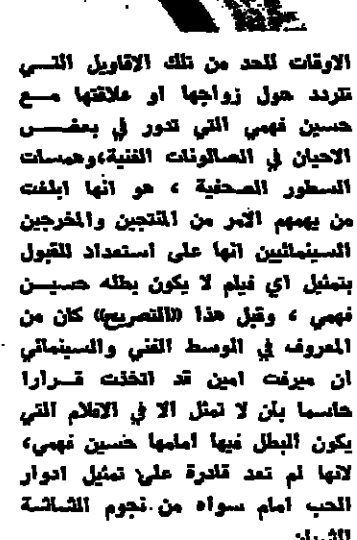 الاوقات للحد من تلك الاقاويل التي
تتردد حول زواجها او علاقتها مع
حسين فهمي التي تدور في بعض
الاحيان في الصالونات الفنية، وهمسات
السطور الصحفية ، هو انها ابلغت
من يهمهم الأمر من المنتجين والمخرجين
السينمائيين انها على استعداد للقبول
بتمثيل اي فيلم لا يكون بطله حسين
فهمي ، وقبل هذا «التصريح» كان من
المعروف في الوسط الفني والسينمائي
ان ميرفت امين قد اتخذت قرارا
حاسما بأن لا تمثل الا في الافلام التي
يكون البطل فيها امامها حسين فهمي،
لانها لم تعد قادرة على تمثيل ادوار
الحب امام سواه من نجوم الشاشة